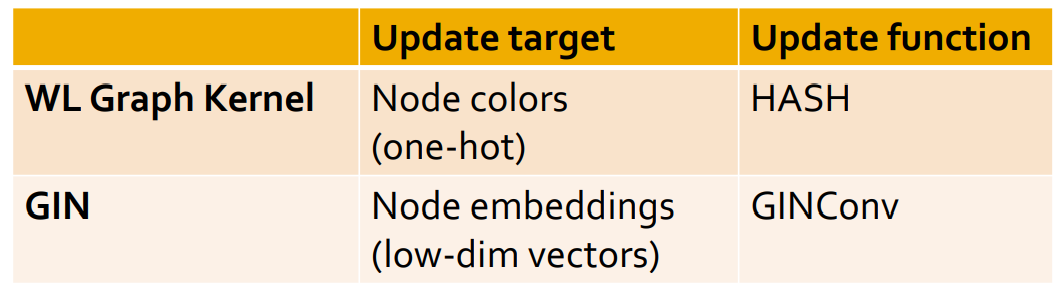 Update target Update function
WL Graph Kernel Node colors HASH
(one-hot)
GIN Node embeddings GINConv
(low-dim vectors)